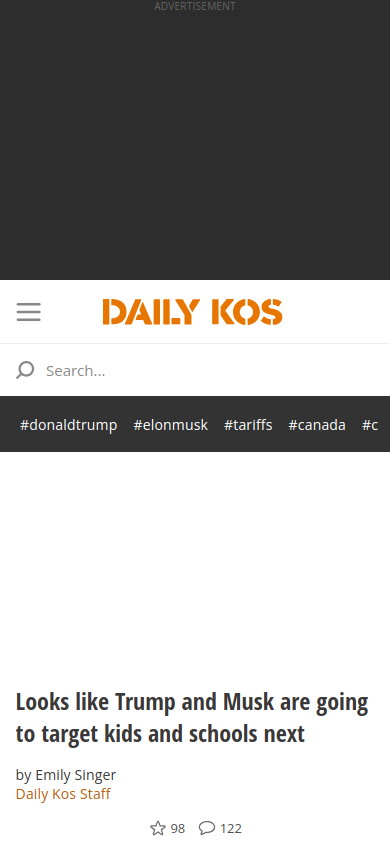 ADVERTISEMENT
DAILY KOS
Search...
#donaldtrump #elonmusk #tariffs #canada #c
Looks like Trump and Musk are going
to target kids and schools next
by Emily Singer
Daily Kos Staff
98 122